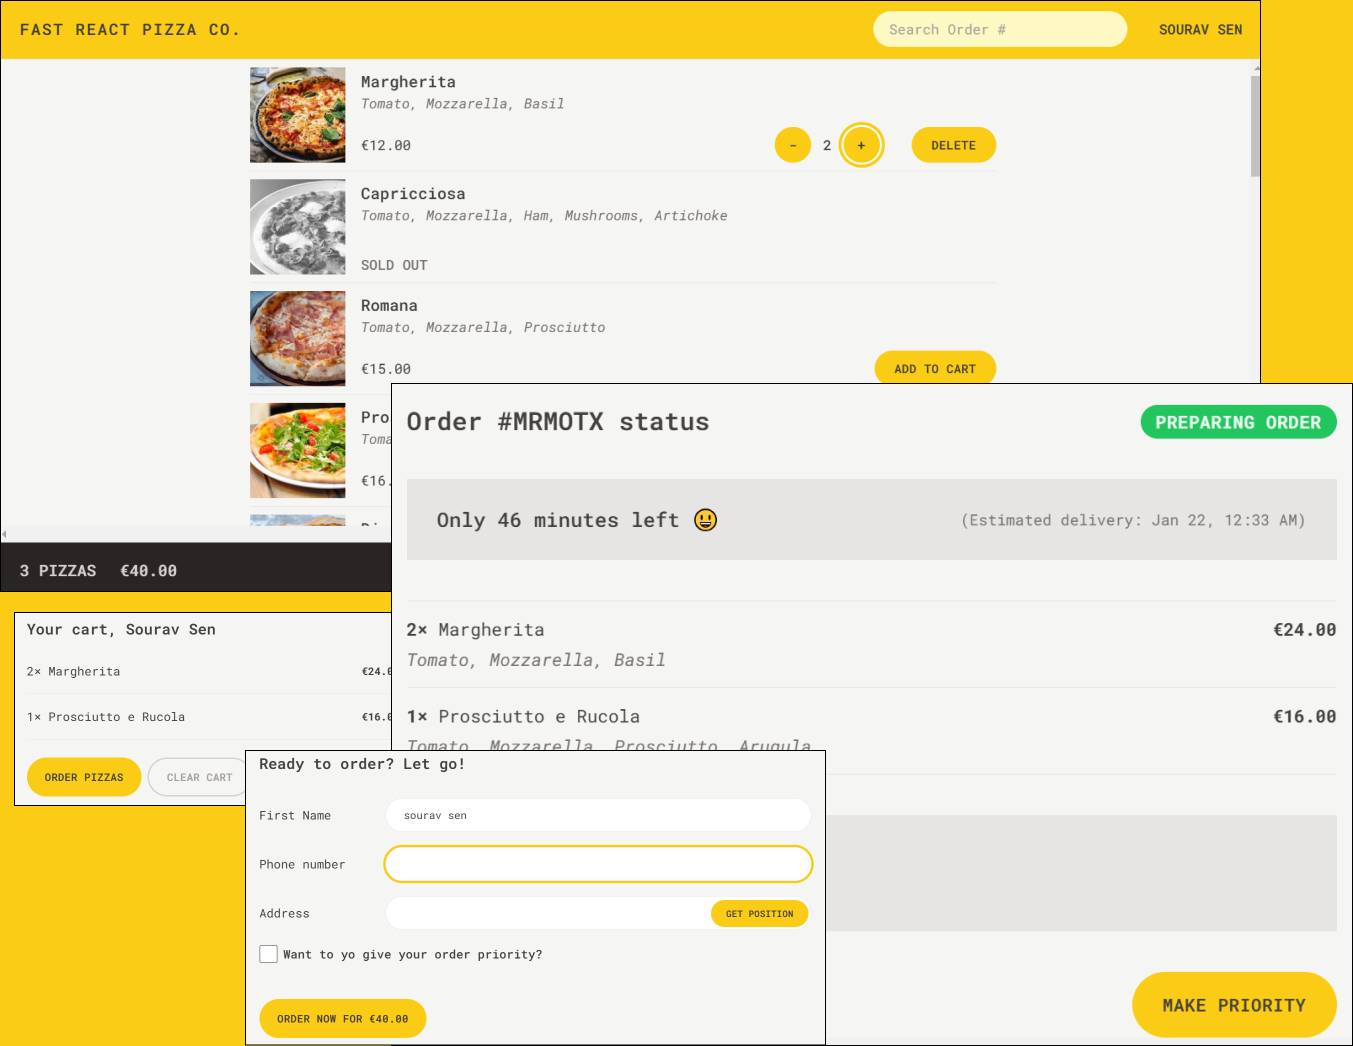 FAST REACT PIZZA CO.
Search Order #
SOURAV SEN
Margherita
Tomato, Mozzarella, Basil
€12.00
-
2
+
DELETE
Capricciosa
Tomato, Mozzarella, Ham, Mushrooms, Artichoke
SOLD OUT
Romana
Tomato, Mozzarella, Prosciutto
€15.00
ADD TO CART
Pro
Toma
€16.
3 PIZZAS €40.00
Order #MRMOTX status
PREPARING ORDER
Only 46 minutes left 😃
(Estimated delivery: Jan 22, 12:33 AM)
2× Margherita
€24.00
Tomato, Mozzarella, Basil
1× Prosciutto e Rucola
€16.00
Tomato, Mozzarella, Prosciutto, Arugula
MAKE PRIORITY
Your cart, Sourav Sen
2× Margherita
€24.0
1× Prosciutto e Rucola
€16.0
ORDER PIZZAS
CLEAR CART
Ready to order? Let go!
First Name
sourav sen
Phone number
Address
GET POSITION
Want to yo give your order priority?
ORDER NOW FOR €40.00